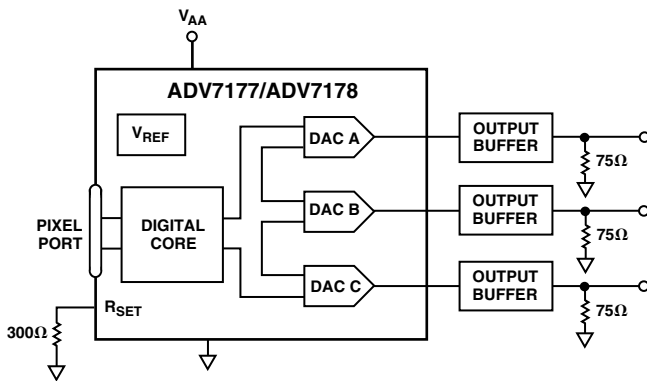 VAA
ADV7177/ADV7178
VREF
DAC A
OUTPUT
BUFFER
75Ω
PIXEL
PORT
DIGITAL
CORE
DAC B
OUTPUT
BUFFER
75Ω
RSET
300Ω
DAC C
OUTPUT
BUFFER
75Ω